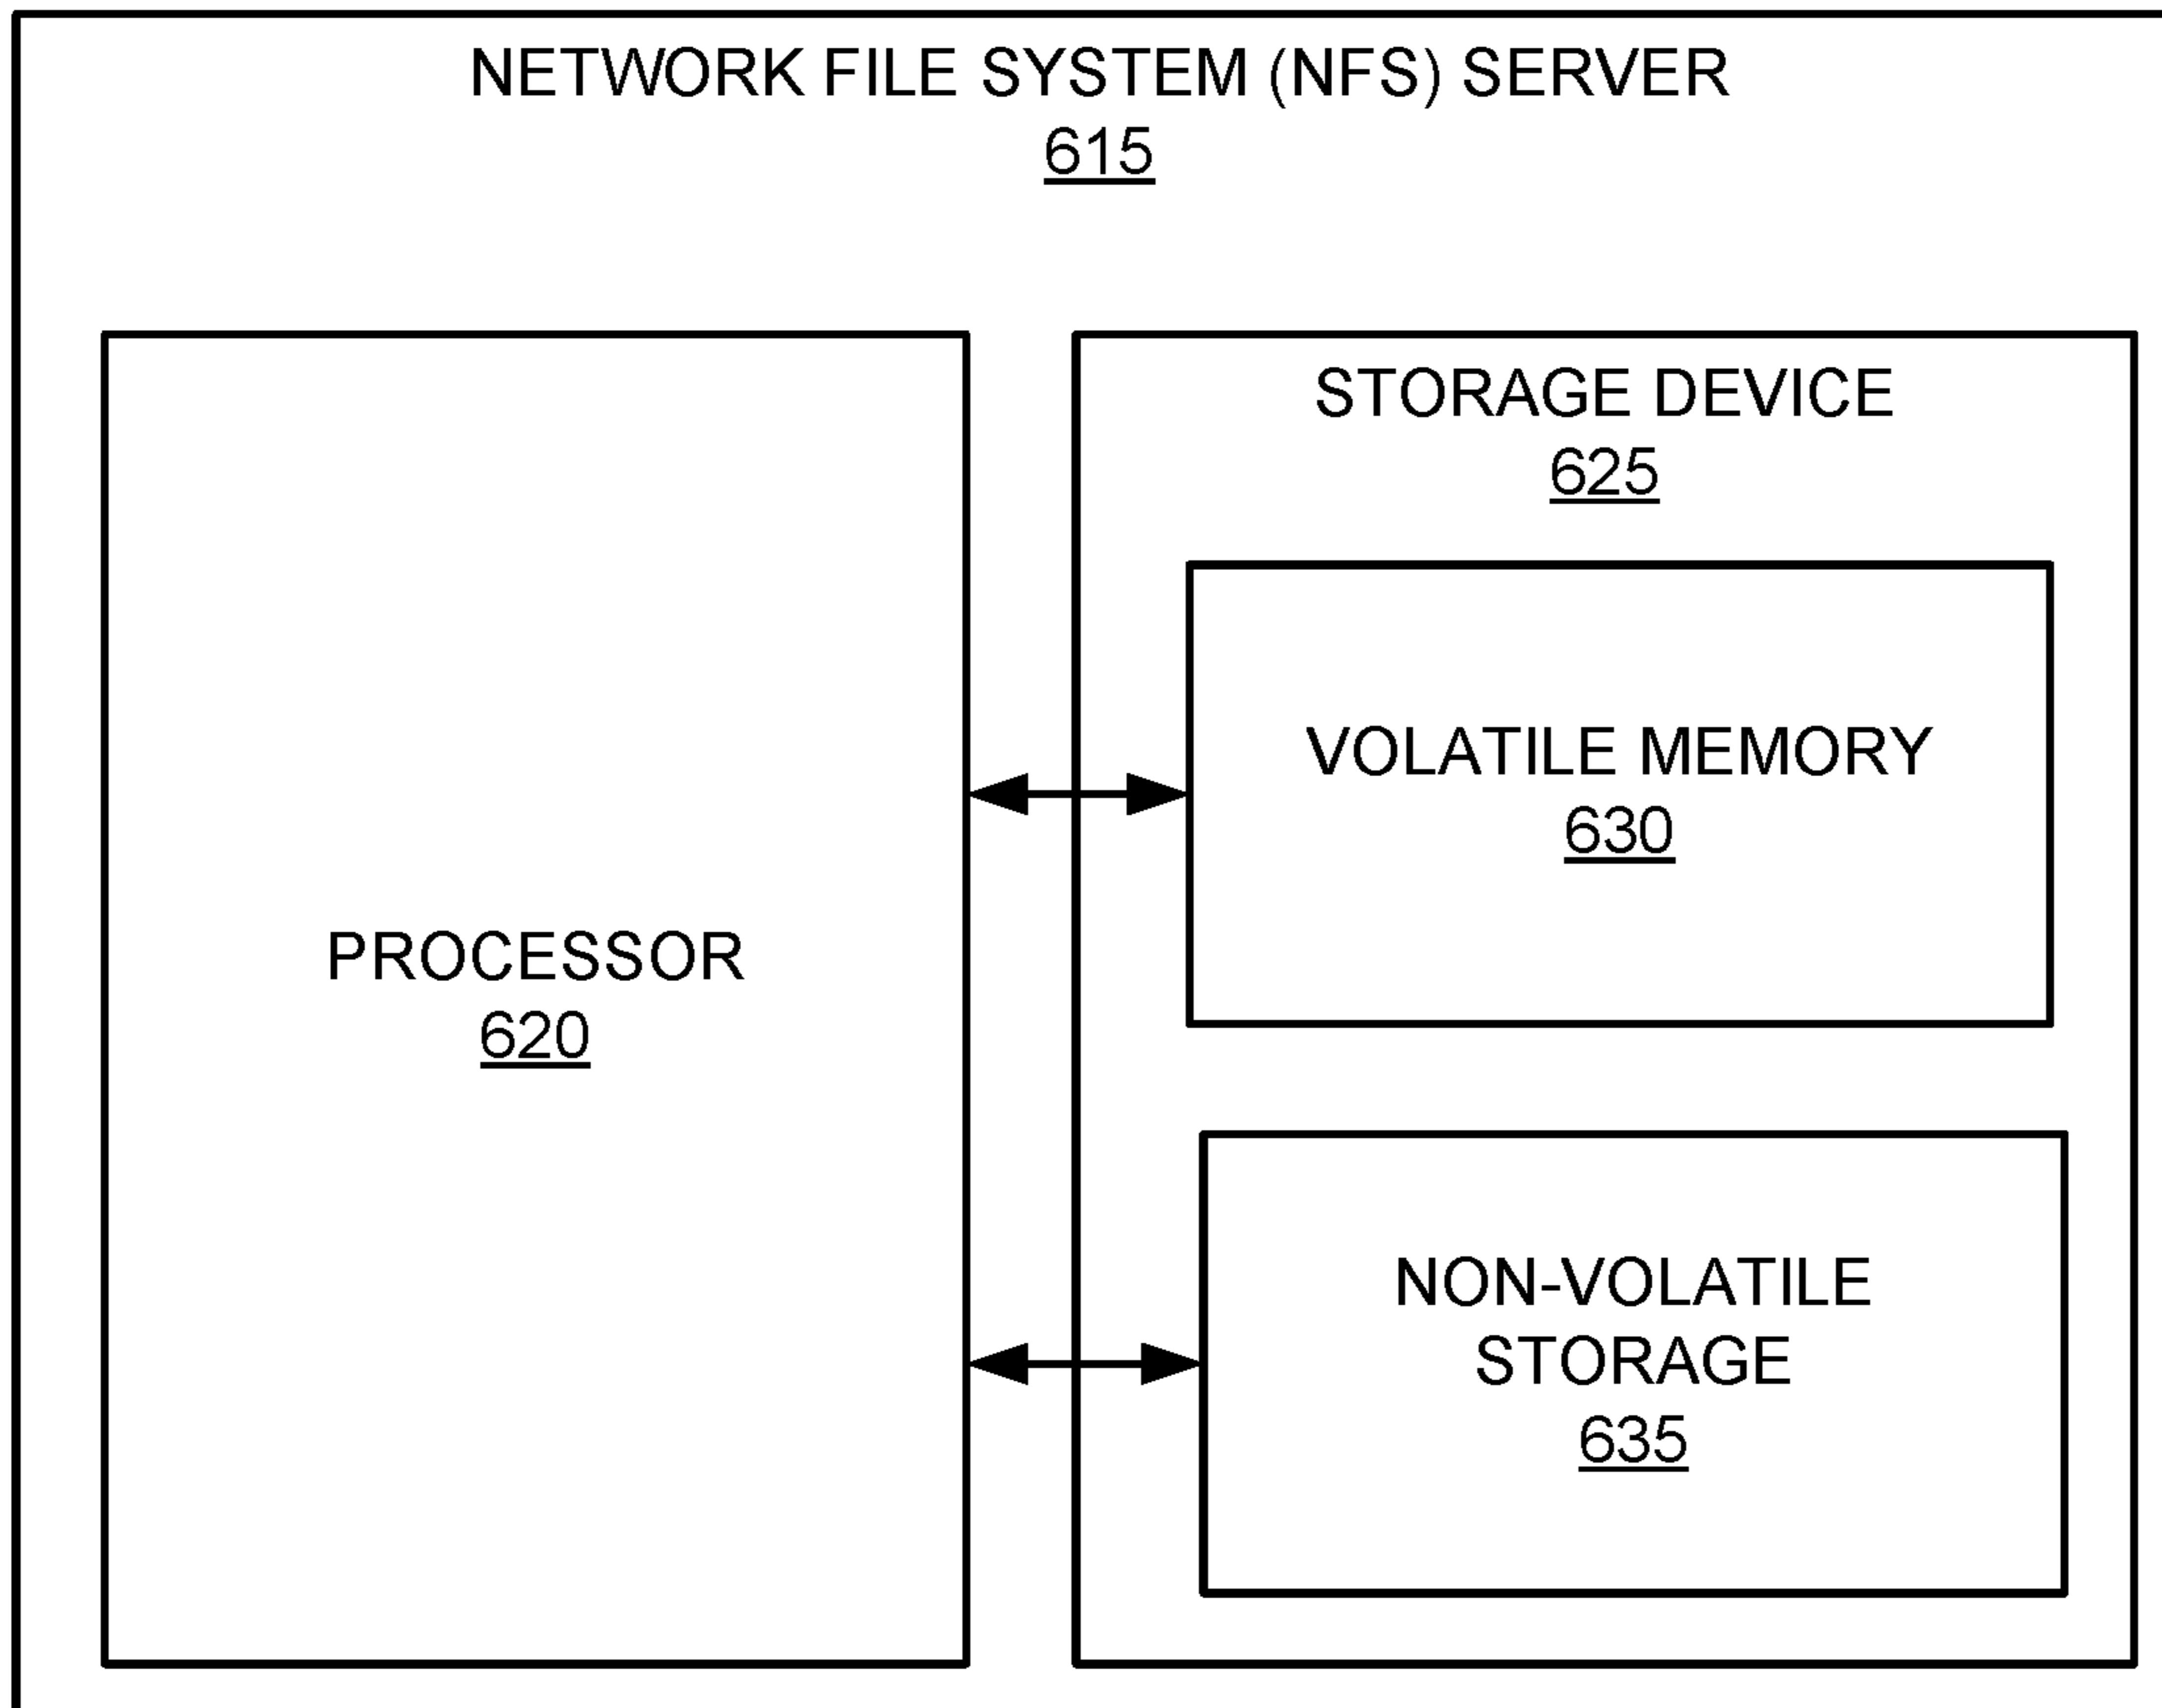 NETWORK FILE SYSTEM (NFS) SERVER
615
STORAGE DEVICE
625
VOLATILE MEMORY
630
PROCESSOR
620
NON-VOLATILE
STORAGE
635